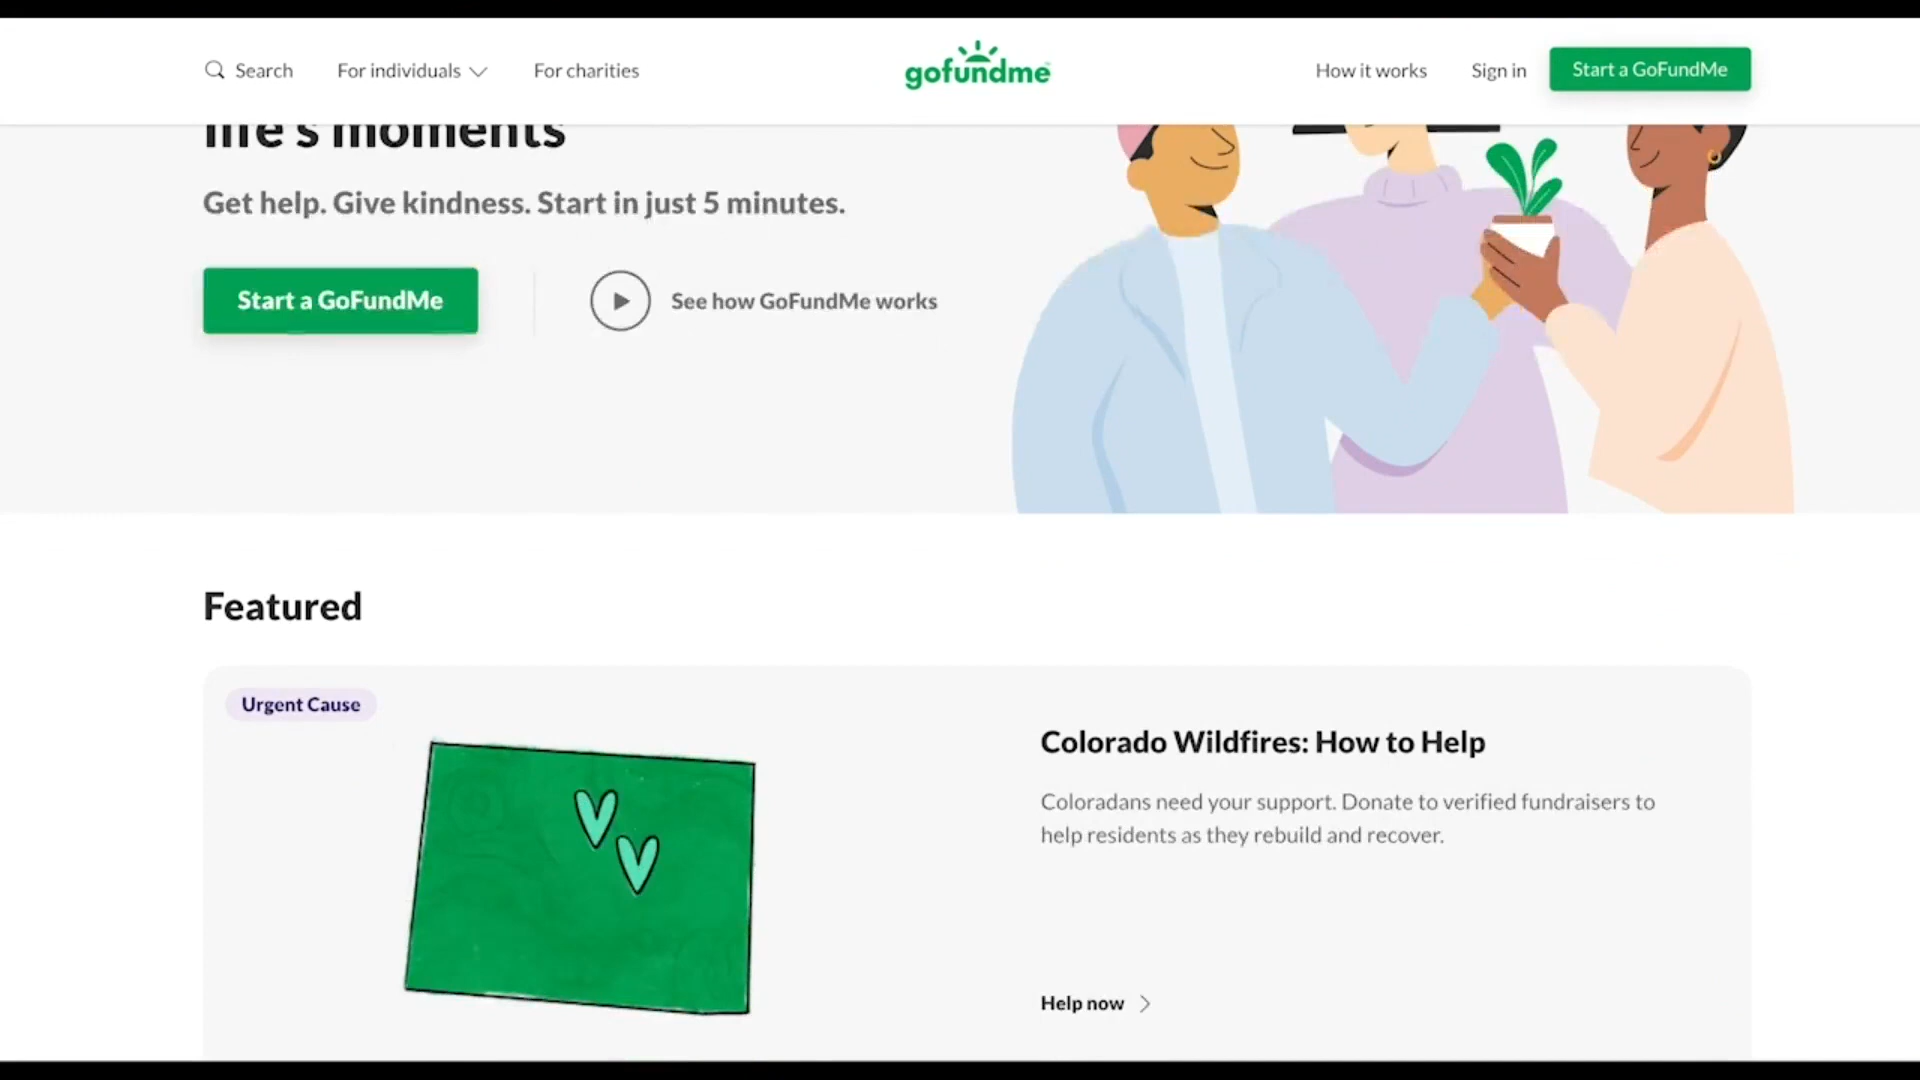 Search
For individuals
For charities
gofundme
How it works
Sign in
Start a GoFundMe
life's moments
Get help. Give kindness. Start in just 5 minutes.
Start a GoFundMe
See how GoFundMe works
Featured
Urgent Cause
Colorado Wildfires: How to Help
Coloradans need your support. Donate to verified fundraisers to
help residents as they rebuild and recover.
Help now